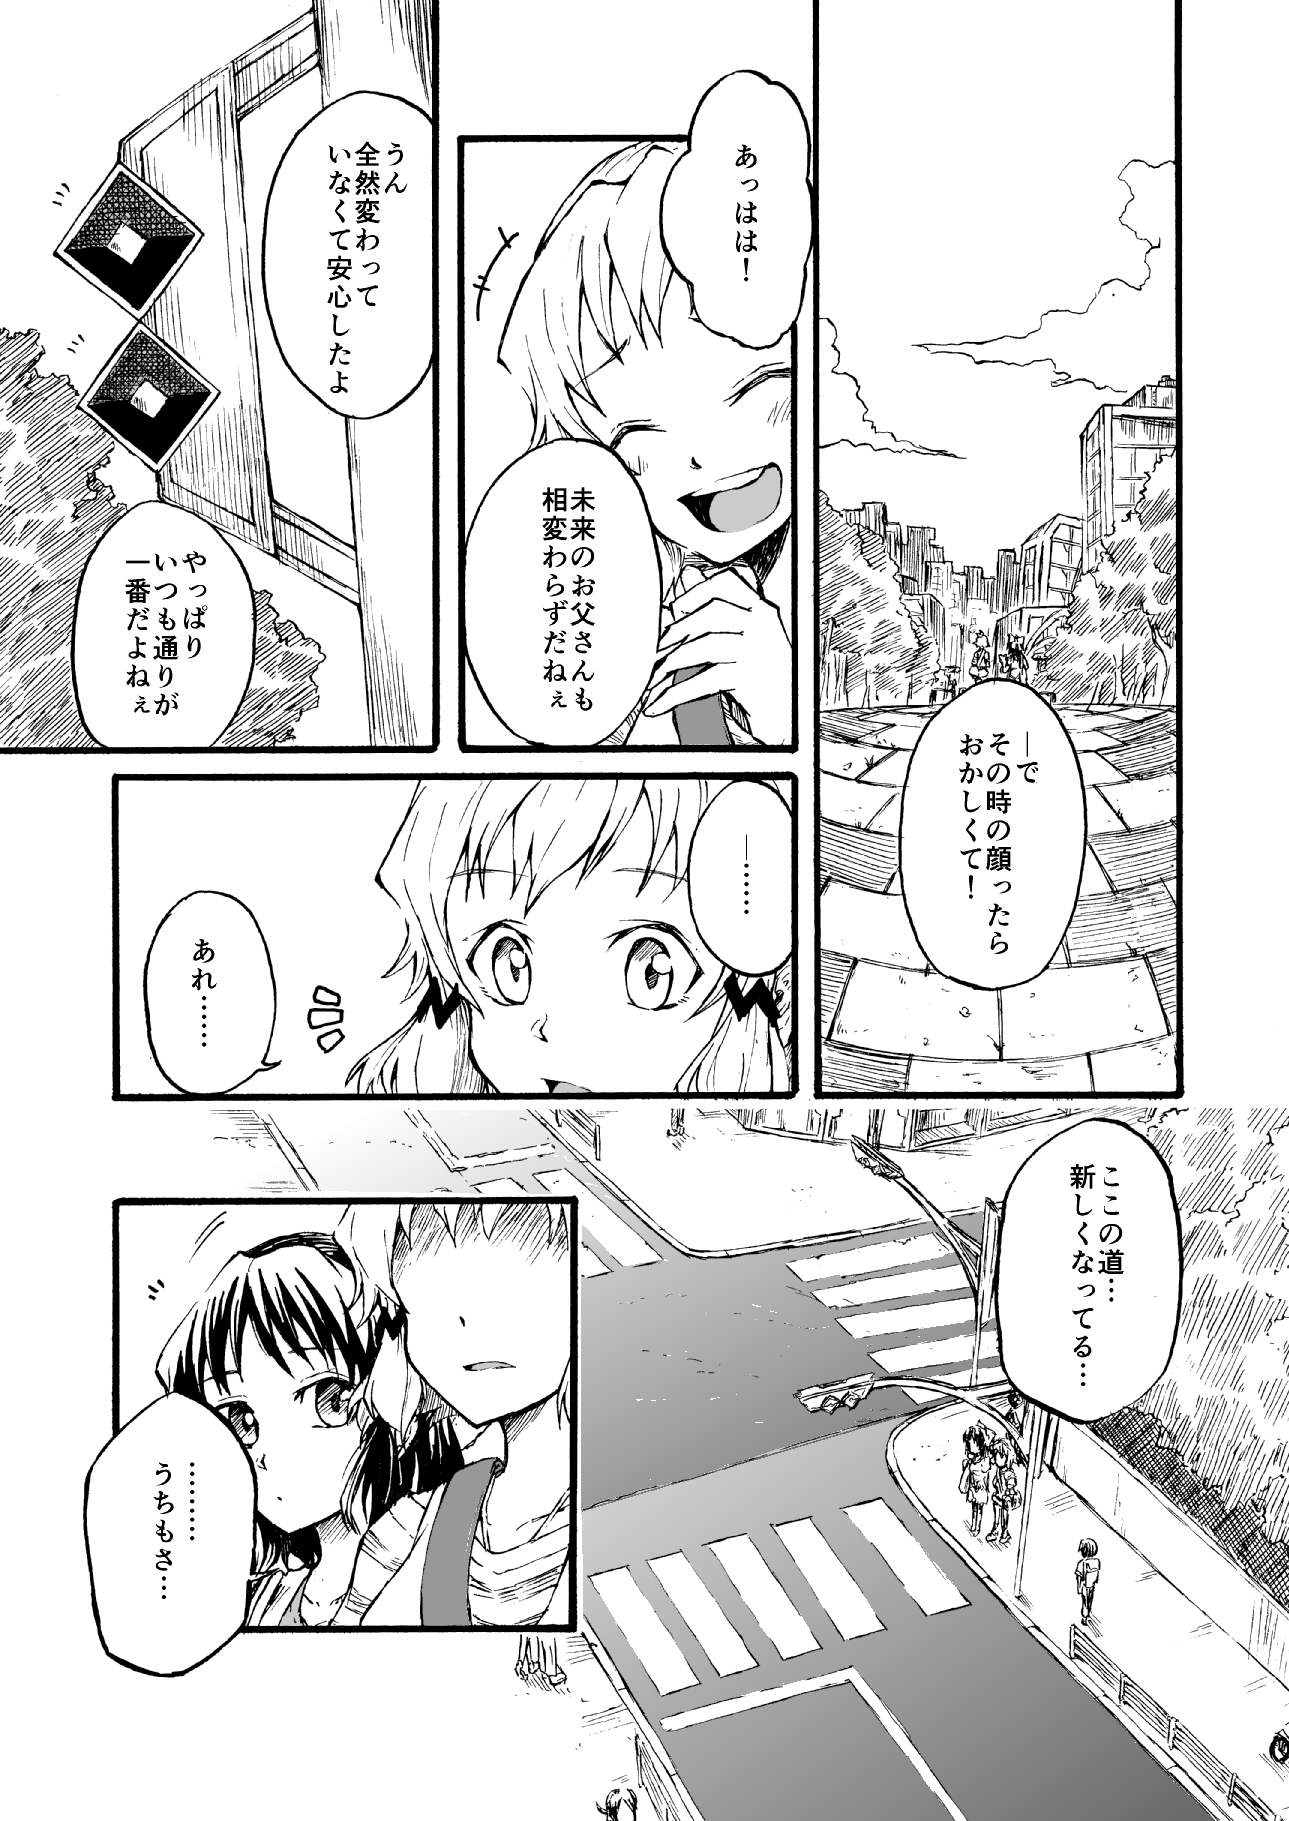 ―で
その時の顔ったら
おかしくて！
あっはは！
未来のお父さんも
相変わらずだねぇ
うん
全然変わって
いなくて安心したよ
やっぱり
いつも通りが
一番だよねぇ
―……
あれ……
ここの道…
新しくなってる…
………
うちもさ…